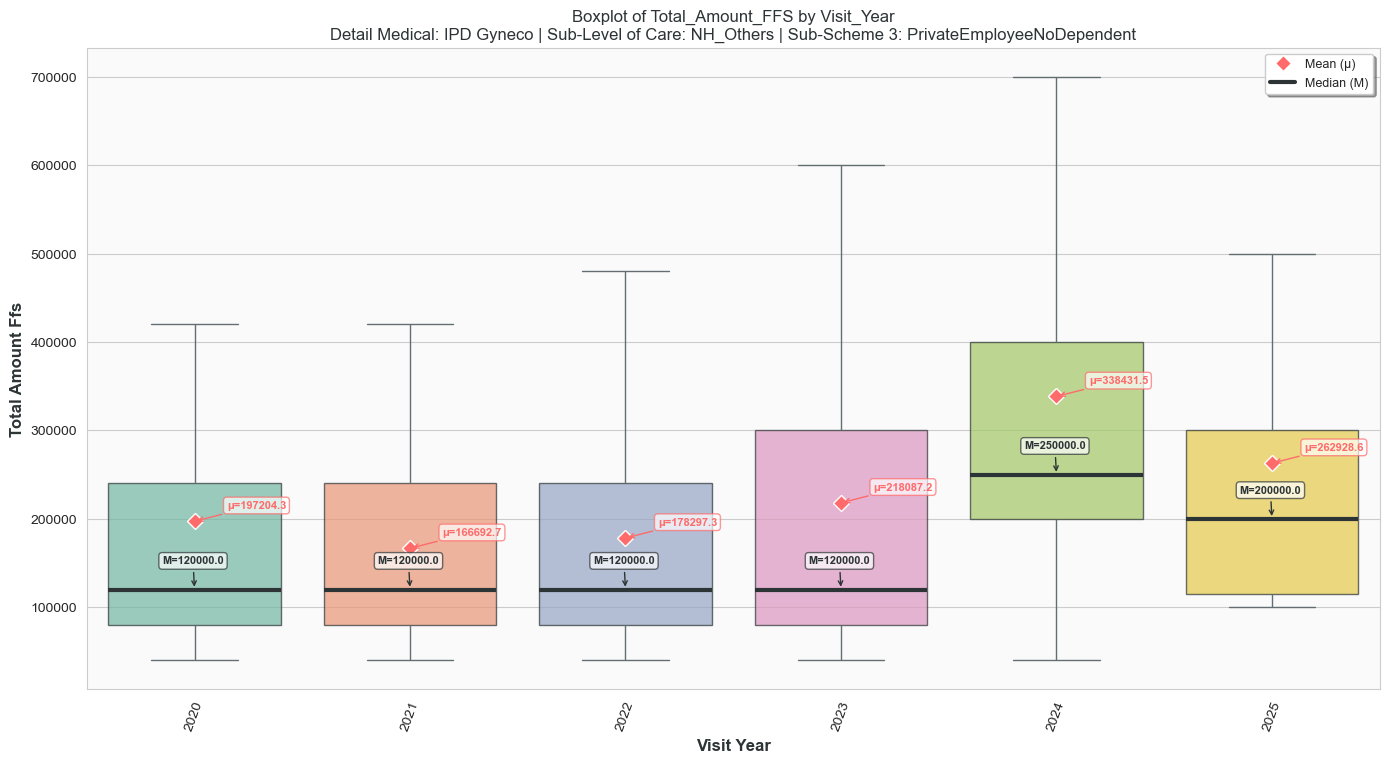 Boxplot of Total_Amount_FFS by Visit_Year
Detail Medical: IPD Gyneco | Sub-Level of Care: NH_Others | Sub-Scheme 3: PrivateEmployeeNoDependent
Mean (μ)
Median (M)
Total Amount Ffs
700000
600000
500000
400000
300000
200000
100000
μ=197204.3
M=120000.0
μ=166692.7
M=120000.0
μ=178297.3
M=120000.0
μ=218087.2
M=120000.0
μ=338431.5
M=250000.0
μ=262928.6
M=200000.0
2020
2021
2022
2023
2024
2025
Visit Year